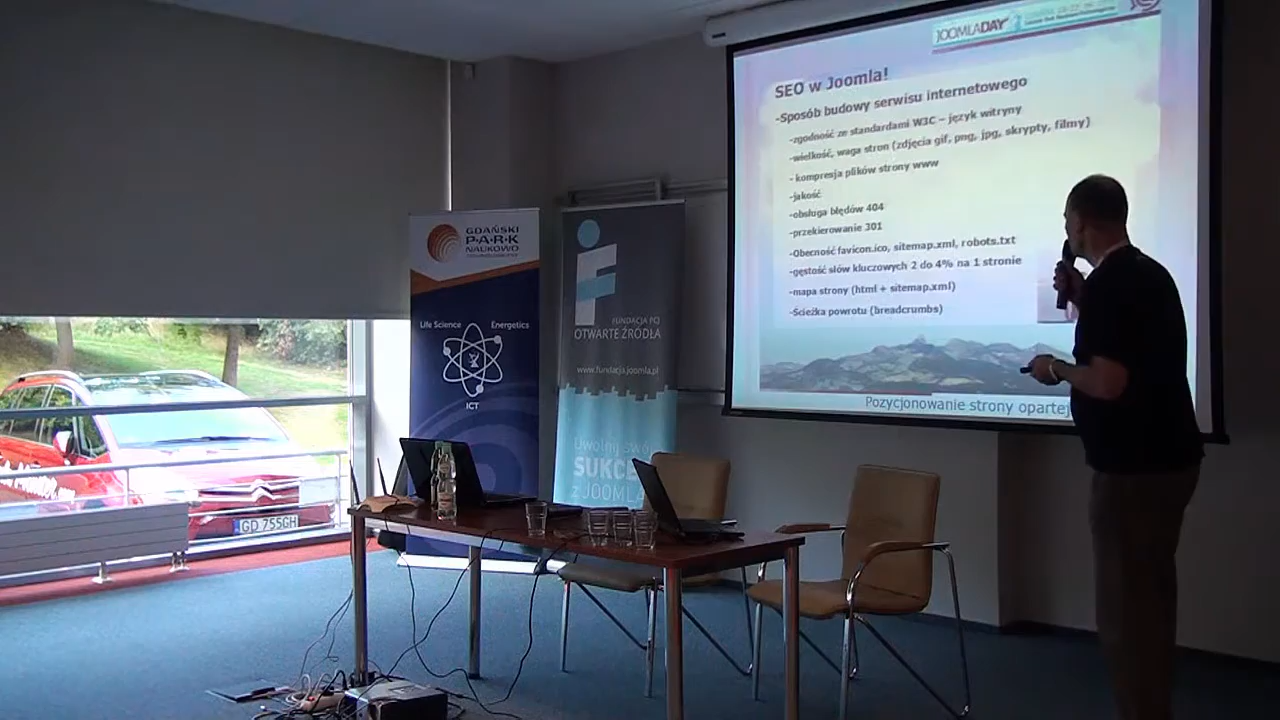 JOOMLADAY
SEO w Joomla!
-Sposób budowy serwisu internetowego
-zgodność ze standardami W3C – język witryny
-wielkość, waga stron (zdjęcia gif, png, jpg, skrypty, filmy)
- kompresja plików strony www
-jakość
-obsługa błędów 404
-przekierowanie 301
-Obecność favicon.ico, sitemap.xml, robots.txt
-gęstość słów kluczowych 2 do 4% na 1 stronie
-mapa strony (html + sitemap.xml)
-Ścieżka powrotu (breadcrumbs)
Pozycjonowanie strony opartej
GDAŃSKI
PARK
NAUKOWO
Life Science
Energetics
ICT
FUNDACJA PCJ
OTWARTE ŹRÓDŁA
www.fundacja.joomla.pl
Uwolnij swój
SUKCE
z JOOMLA
GD 755GH